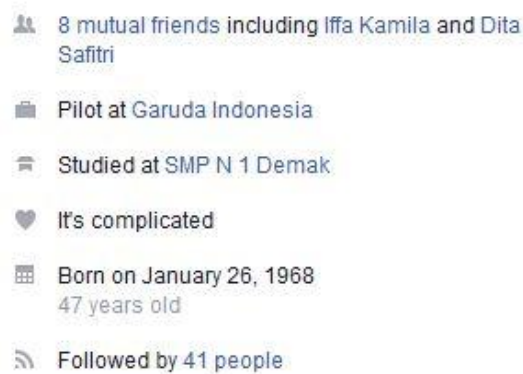 8 mutual friends including Iffa Kamila and Dita
Safitri
Pilot at Garuda Indonesia
Studied at SMP N 1 Demak
It's complicated
Born on January 26, 1968
47 years old
Followed by 41 people